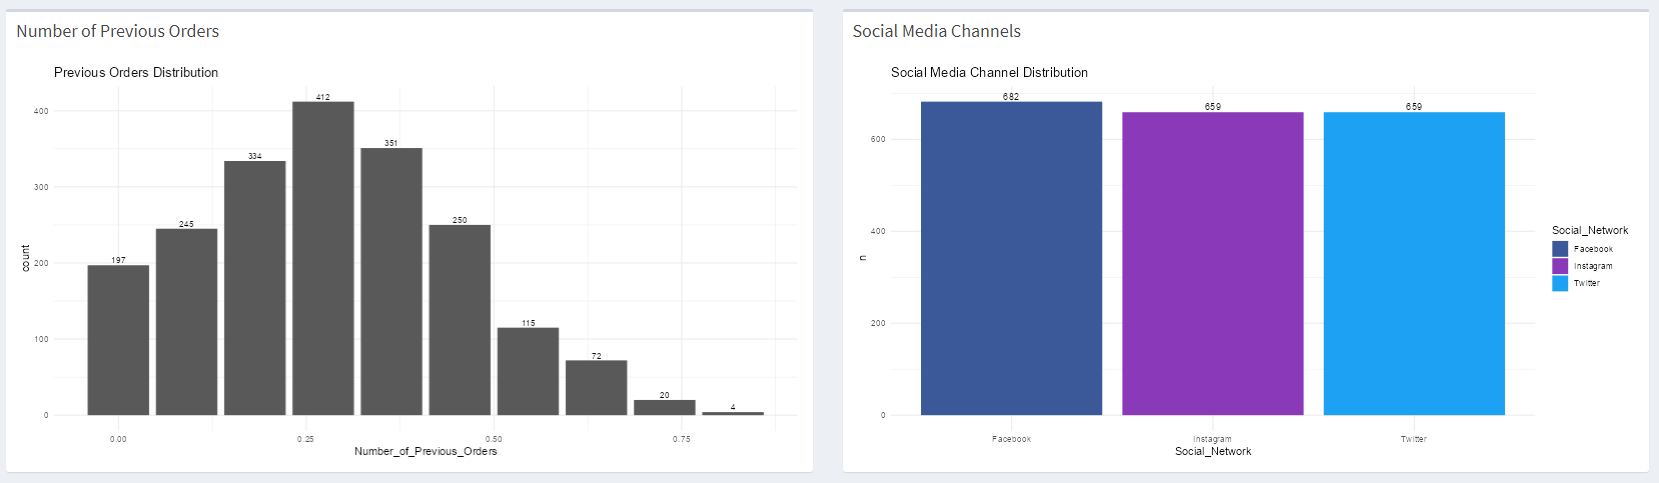 Number of Previous Orders
Previous Orders Distribution
412
400
351
334
300
245
250
197
200
count
115
100
72
20
4
0
0.00 0.25 0.50 0.75
Number_of_Previous_Orders
Social Media Channels
Social Media Channel Distribution
682
659 659
600
400
n
200
0
Facebook Instagram Twitter
Social_Network
Social_Network
Facebook
Instagram
Twitter